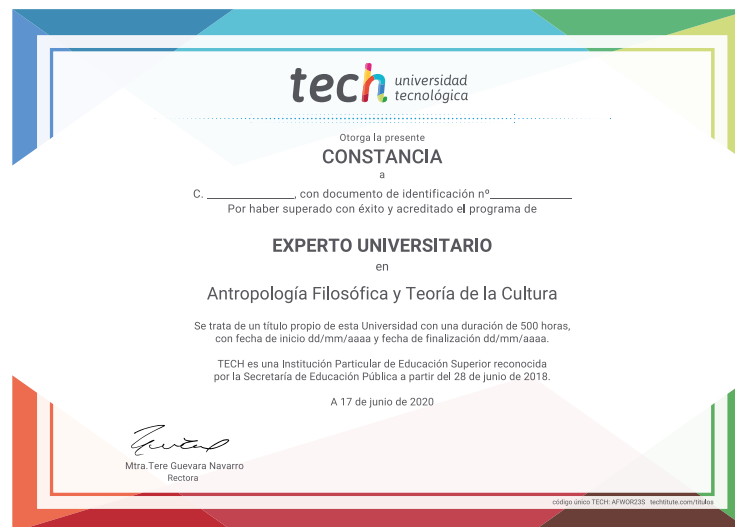 tech universidad
tecnológica
Otorga la presente
CONSTANCIA
a
C. ______________, con documento de identificación nº______________
Por haber superado con éxito y acreditado el programa de
EXPERTO UNIVERSITARIO
en
Antropología Filosófica y Teoría de la Cultura
Se trata de un título propio de esta Universidad con una duración de 500 horas,
con fecha de inicio dd/mm/aaaa y fecha de finalización dd/mm/aaaa.
TECH es una Institución Particular de Educación Superior reconocida
por la Secretaría de Educación Pública a partir del 28 de junio de 2018.
A 17 de junio de 2020
Mtra.Tere Guevara Navarro
Rectora
código único TECH: AFWOR23S techtitute.com/titulos